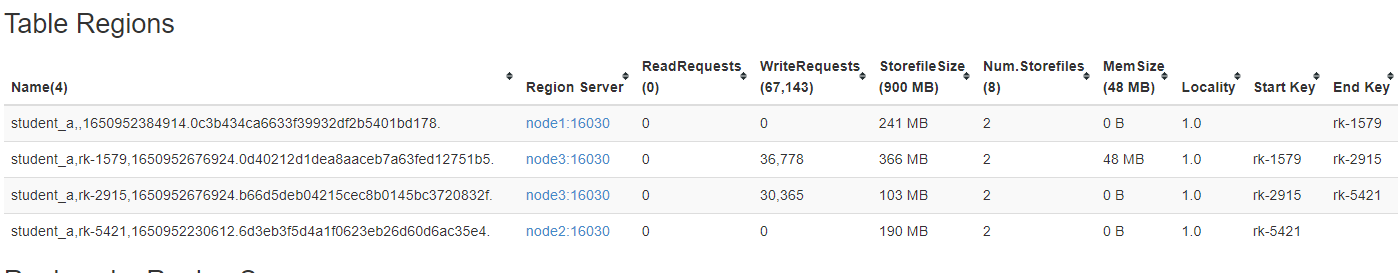 Table Regions
Name(4) Region Server ReadRequests (0) WriteRequests (67,143) StorefileSize (900 MB) Num.Storefiles (8) MemSize (48 MB) Locality Start Key End Key
student_a,,1650952384914.0c3b434ca6633f39932df2b5401bd178. node1:16030 0 0 241 MB 2 0 B 1.0 rk-1579
student_a,rk-1579,1650952676924.0d40212d1dea8aaceb7a63fed12751b5. node3:16030 0 36,778 366 MB 2 48 MB 1.0 rk-1579 rk-2915
student_a,rk-2915,1650952676924.b66d5deb04215cec8b0145bc3720832f. node3:16030 0 30,365 103 MB 2 0 B 1.0 rk-2915 rk-5421
student_a,rk-5421,1650952230612.6d3eb3f5d4a1f0623eb26d60d6ac35e4. node2:16030 0 0 190 MB 2 0 B 1.0 rk-5421